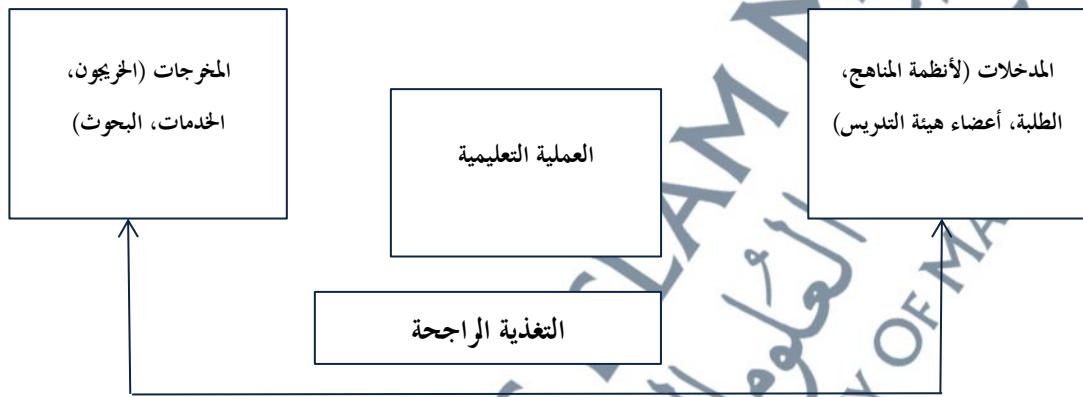 المدخلات (لأنظمة المناهج،
الطلبة، أعضاء هيئة التدريس)
العملية التعليمية
المخرجات (الخريجون،
الخدمات، البحوث)
التغذية الراجحة